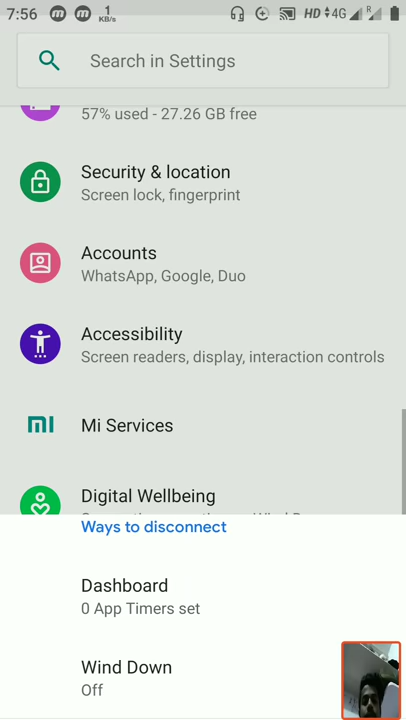 7:56
1
KB/s
HD 4G
R
Search in Settings
57% used - 27.26 GB free
Security & location
Screen lock, fingerprint
Accounts
WhatsApp, Google, Duo
Accessibility
Screen readers, display, interaction controls
Mi Services
Digital Wellbeing
Ways to disconnect
Dashboard
0 App Timers set
Wind Down
Off